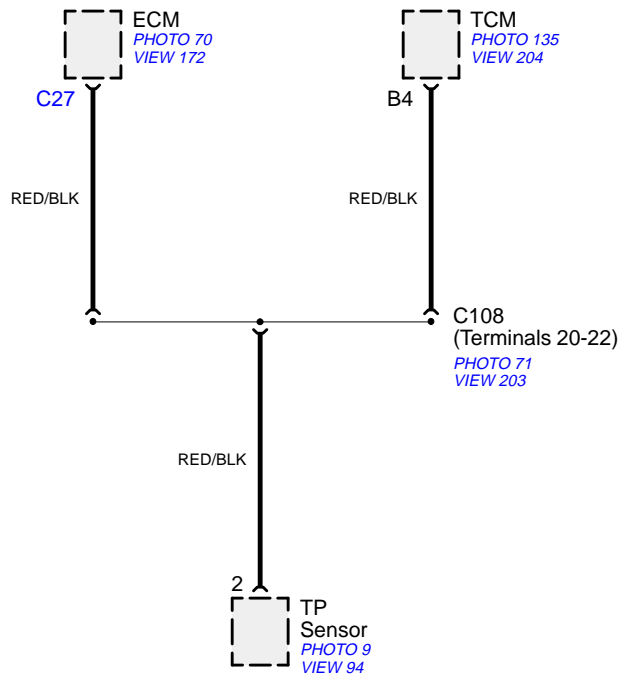 ECM
PHOTO 70
VIEW 172
C27
TCM
PHOTO 135
VIEW 204
B4
RED/BLK
RED/BLK
C108
(Terminals 20-22)
PHOTO 71
VIEW 203
RED/BLK
2
TP
Sensor
PHOTO 9
VIEW 94